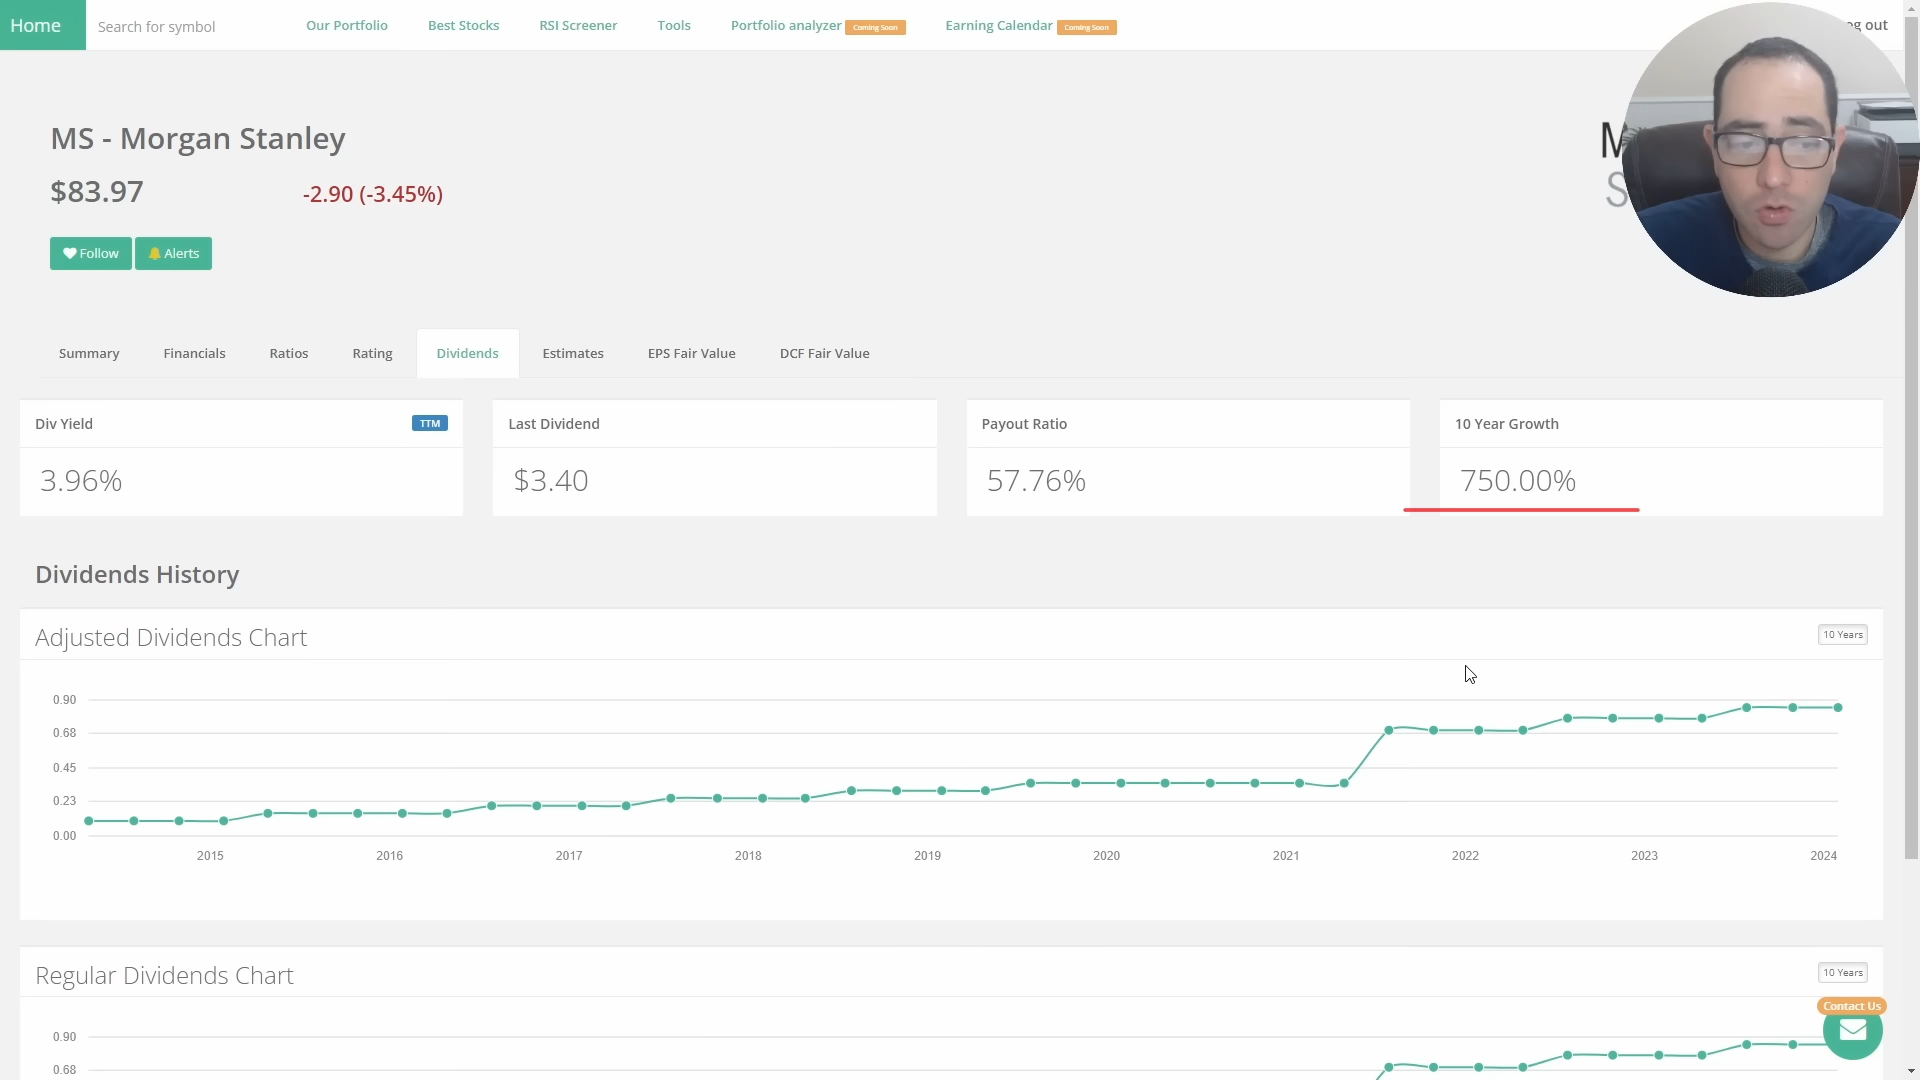 Home
Search for symbol
Our Portfolio
Best Stocks
RSI Screener
Tools
Portfolio analyzer Coming Soon
Earning Calendar Coming Soon
og out
MS - Morgan Stanley
$83.97
-2.90 (-3.45%)
M
S
Follow
Alerts
Summary
Financials
Ratios
Rating
Dividends
Estimates
EPS Fair Value
DCF Fair Value
Div Yield
TTM
3.96%
Last Dividend
$3.40
Payout Ratio
57.76%
10 Year Growth
750.00%
Dividends History
Adjusted Dividends Chart
10 Years
0.90
0.68
0.45
0.23
0.00
2015
2016
2017
2018
2019
2020
2021
2022
2023
2024
Regular Dividends Chart
10 Years
Contact Us
0.90
0.68